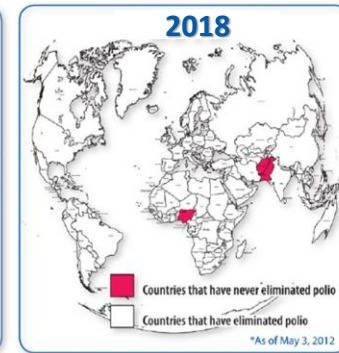 2018
Countries that have never eliminated polio
Countries that have eliminated polio
*As of May 3, 2012